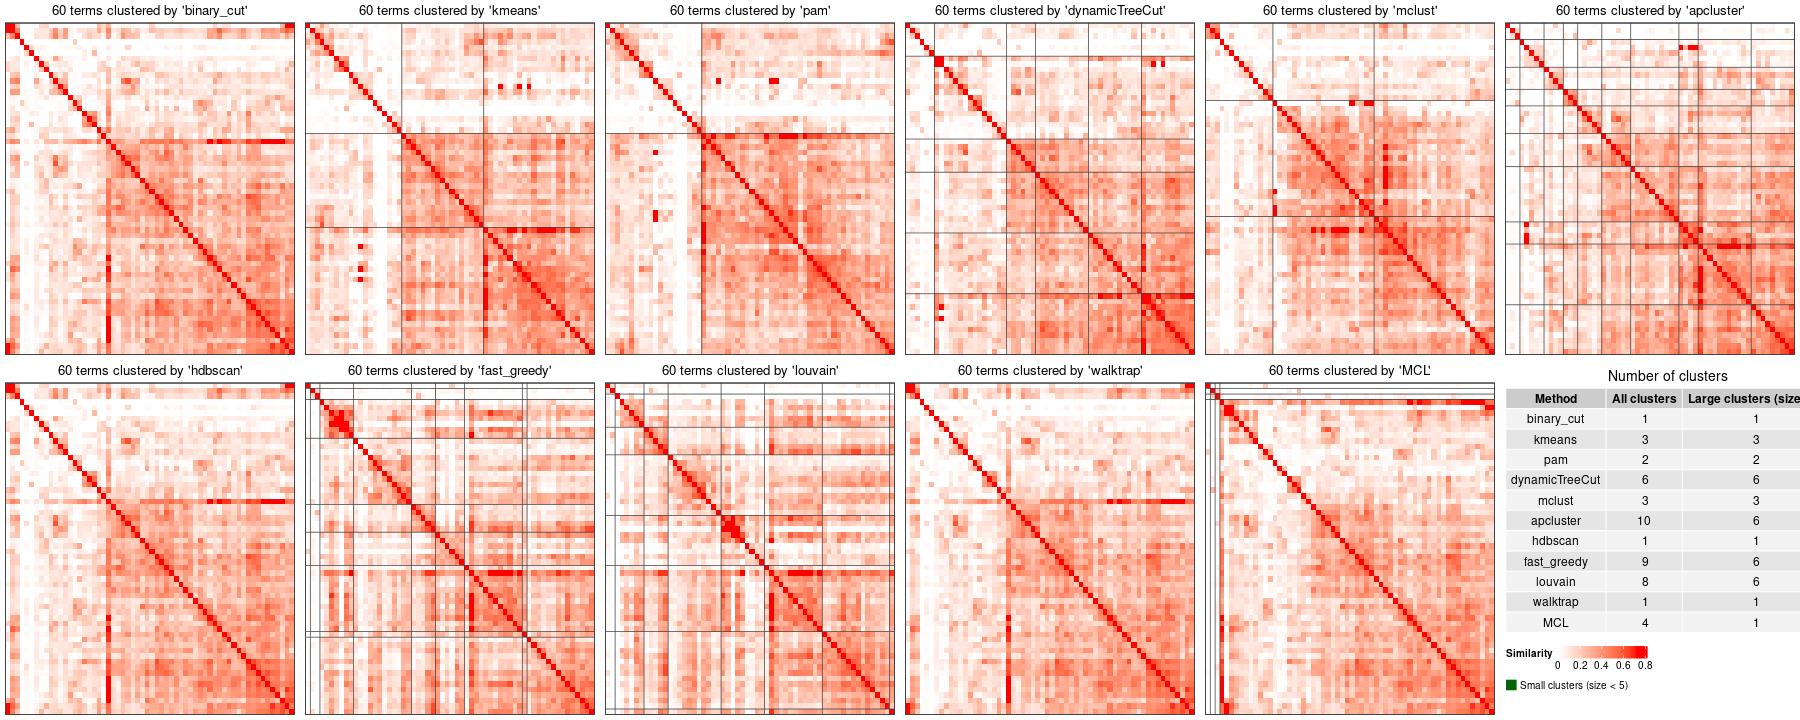 60 terms clustered by 'binary_cut'
60 terms clustered by 'kmeans'
60 terms clustered by 'pam'
60 terms clustered by 'dynamicTreeCut'
60 terms clustered by 'mclust'
60 terms clustered by 'apcluster'
60 terms clustered by 'hdbscan'
60 terms clustered by 'fast_greedy'
60 terms clustered by 'louvain'
60 terms clustered by 'walktrap'
60 terms clustered by 'MCL'
Number of clusters
Method All clusters Large clusters (size
binary_cut 1 1
kmeans 3 3
pam 2 2
dynamicTreeCut 6 6
mclust 3 3
apcluster 10 6
hdbscan 1 1
fast_greedy 9 6
louvain 8 6
walktrap 1 1
MCL 4 1
Similarity
0 0.2 0.4 0.6 0.8
Small clusters (size < 5)